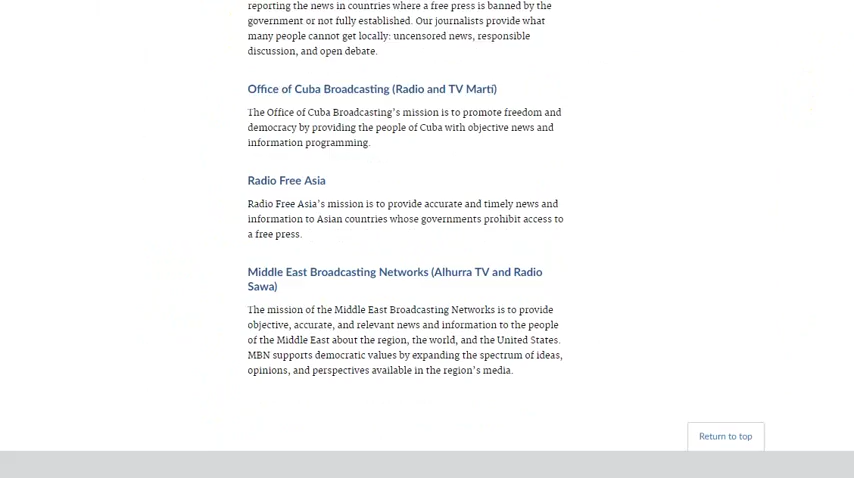 reporting the news in countries where a free press is banned by the
government or not fully established. Our journalists provide what
many people cannot get locally: uncensored news, responsible
discussion, and open debate.
Office of Cuba Broadcasting (Radio and TV Martí)
The Office of Cuba Broadcasting's mission is to promote freedom and
democracy by providing the people of Cuba with objective news and
information programming.
Radio Free Asia
Radio Free Asia's mission is to provide accurate and timely news and
information to Asian countries whose governments prohibit access to
a free press.
Middle East Broadcasting Networks (Alhurra TV and Radio
Sawa)
The mission of the Middle East Broadcasting Networks is to provide
objective, accurate, and relevant news and information to the people
of the Middle East about the region, the world, and the United States.
MBN supports democratic values by expanding the spectrum of ideas,
opinions, and perspectives available in the region's media.
Return to top